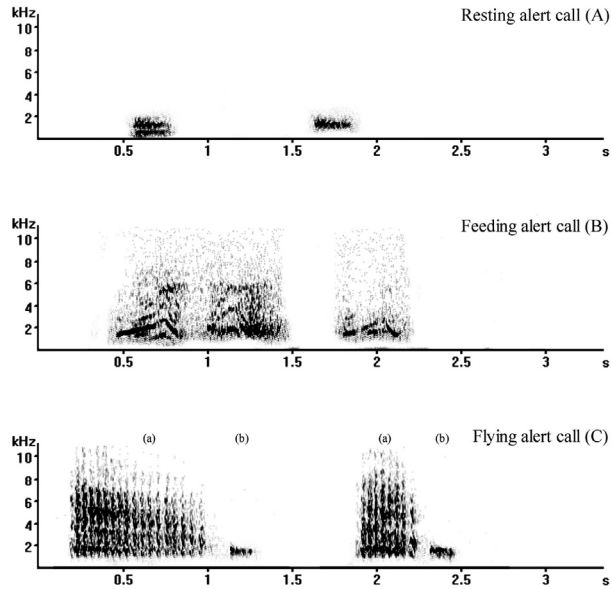 Resting alert call (A)
kHz
10
8
6
4
2
0.5 1 1.5 2 2.5 3 s
Feeding alert call (B)
kHz
10
8
6
4
2
0.5 1 1.5 2 2.5 3 s
Flying alert call (C)
(a) (b) (a) (b)
kHz
10
8
6
4
2
0.5 1 1.5 2 2.5 3 s